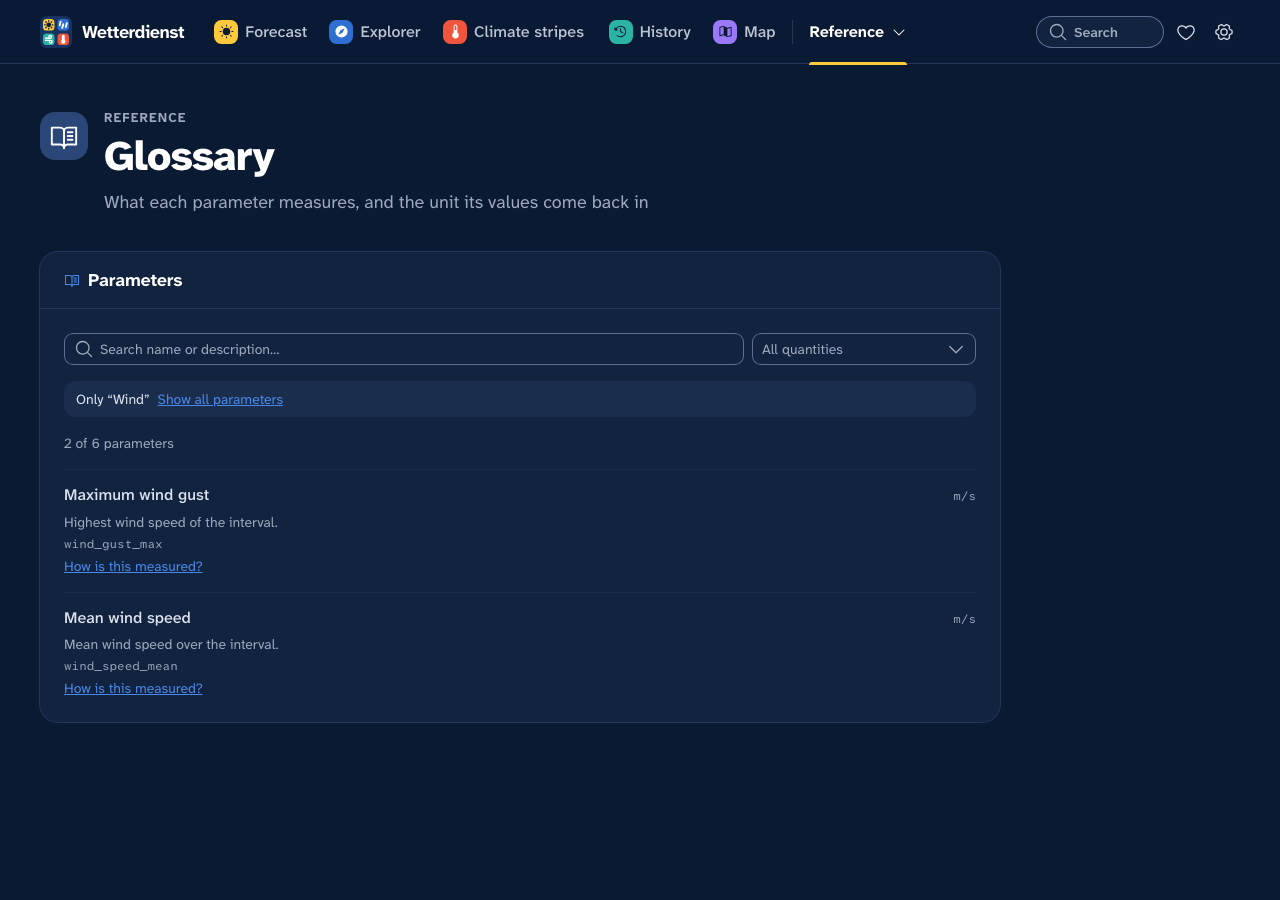 Wetterdienst Forecast Explorer Climate stripes History Map Reference Search
REFERENCE
Glossary
What each parameter measures, and the unit its values come back in
Parameters
Search name or description… All quantities
Only “Wind” Show all parameters
2 of 6 parameters
Maximum wind gust m/s
Highest wind speed of the interval.
wind_gust_max
How is this measured?
Mean wind speed m/s
Mean wind speed over the interval.
wind_speed_mean
How is this measured?